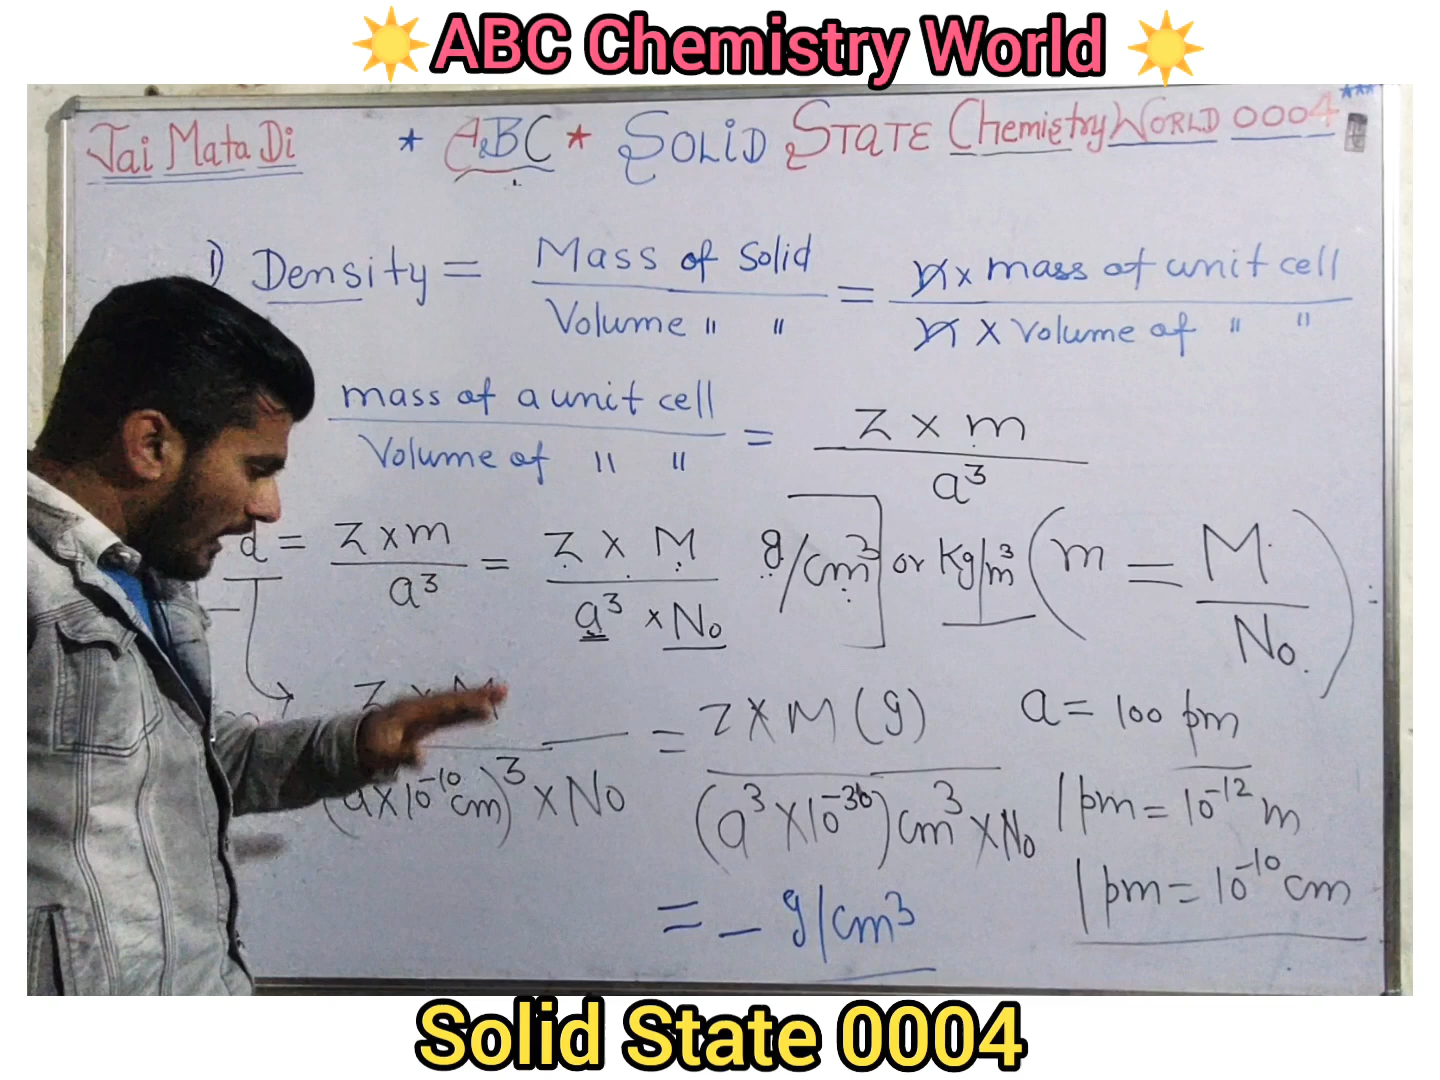 ABC Chemistry World
Jai Mata Di * ABC * SOLiD STATE Chemistry WORLD 0004 ***
1) Density = Mass of Solid / Volume " " = n x mass of unit cell / n x Volume of " "
mass of a unit cell / Volume of " " = Z x m / a³
d = Z x m / a³ = Z x M / a³ x No g/cm³ ] or Kg/m³ ( m = M / No. )
Z x M / (a x 10⁻¹⁰ cm)³ x No = Z x M (g) / (a³ x 10⁻³⁰) cm³ x No
a = 100 pm
1 pm = 10⁻¹² m
1 pm = 10⁻¹⁰ cm
= – g/cm³
Solid State 0004